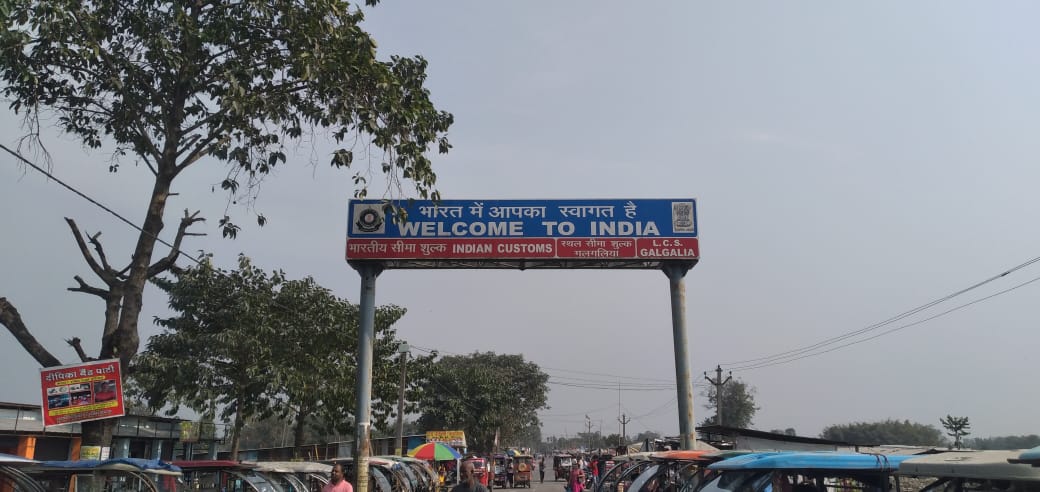 भारत में आपका स्वागत है
WELCOME TO INDIA
भारतीय सीमा शुल्क INDIAN CUSTOMS
स्थल सीमा शुल्क
गलगलिया
L.C.S.
GALGALIA
दीपिका बैंड पार्टी